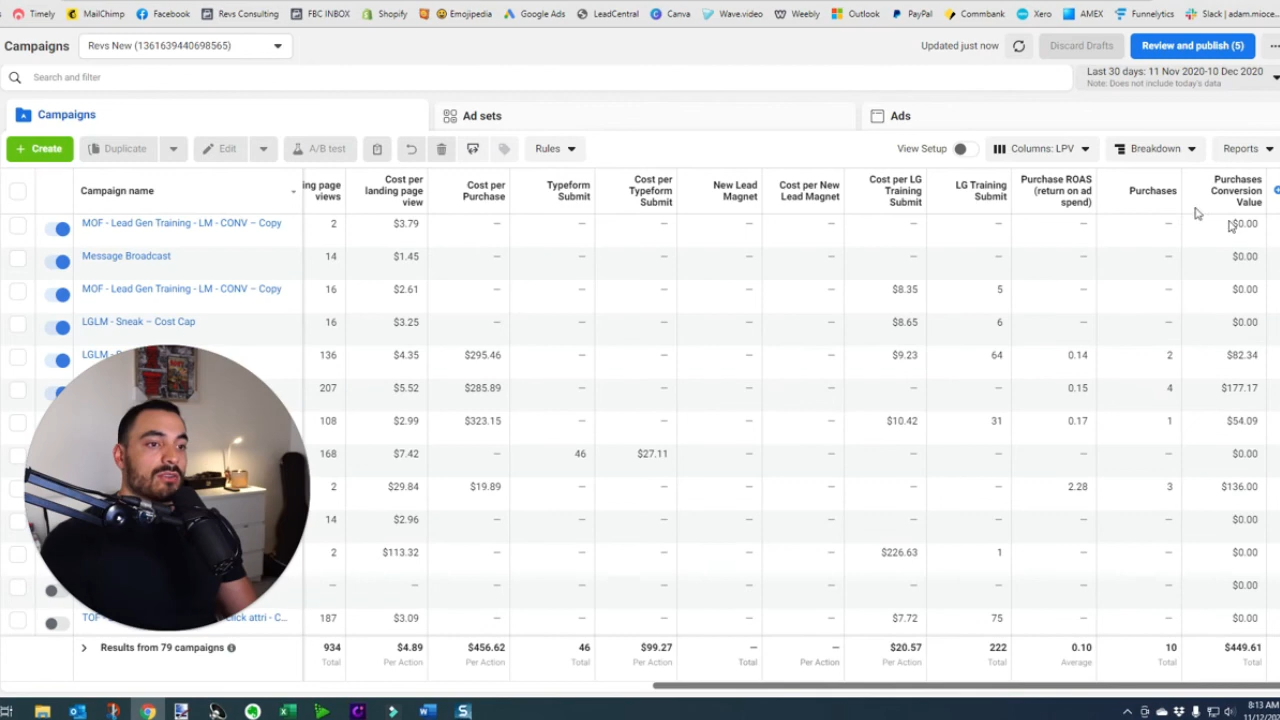 Timely MailChimp Facebook Revs Consulting FBC INBOX Shopify Emojipedia Google Ads LeadCentral Canva Wave.video Weebly Outlook PayPal Commbank Xero AMEX Funnelytics Slack | adam.mioce...
Campaigns Revs New (1361639440698565) Updated just now Discard Drafts Review and publish (5)
Search and filter Last 30 days: 11 Nov 2020-10 Dec 2020
Note: Does not include today's data
Campaigns Ad sets Ads
+ Create Duplicate Edit A/B test Rules View Setup Columns: LPV Breakdown Reports
Campaign name ing page views Cost per landing page view Cost per Purchase Typeform Submit Cost per Typeform Submit New Lead Magnet Cost per New Lead Magnet Cost per LG Training Submit LG Training Submit Purchase ROAS (return on ad spend) Purchases Purchases Conversion Value
MOF - Lead Gen Training - LM - CONV – Copy 2 $3.79 — — — — — — — — — $0.00
Message Broadcast 14 $1.45 — — — — — — — — — $0.00
MOF - Lead Gen Training - LM - CONV – Copy 16 $2.61 — — — — — $8.35 5 — — $0.00
LGLM - Sneak – Cost Cap 16 $3.25 — — — — — $8.65 6 — — $0.00
LGLM - 136 $4.35 $295.46 — — — — $9.23 64 0.14 2 $82.34
207 $5.52 $285.89 — — — — — — 0.15 4 $177.17
108 $2.99 $323.15 — — — — $10.42 31 0.17 1 $54.09
168 $7.42 — 46 $27.11 — — — — — — $0.00
2 $29.84 $19.89 — — — — — — 2.28 3 $136.00
14 $2.96 — — — — — — — — — $0.00
2 $113.32 — — — — — $226.63 1 — — $0.00
— — — — — — — — — — — $0.00
TOF - click attri - C... 187 $3.09 — — — — — $7.72 75 — — $0.00
Results from 79 campaigns 934 $4.89 $456.62 46 $99.27 — — $20.57 222 0.10 10 $449.61
Total Per Action Per Action Total Per Action Total Per Action Per Action Total Average Total Total
8:13 AM
11/12/20